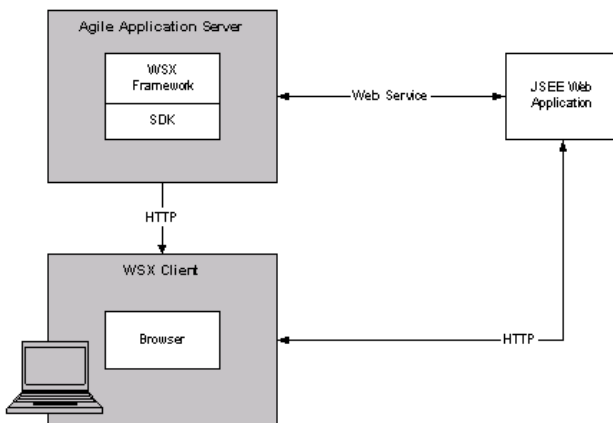 Agile Application Server
WSX
Framework
SDK
Web Service
JSEE Web
Application
HTTP
WSX Client
Browser
HTTP